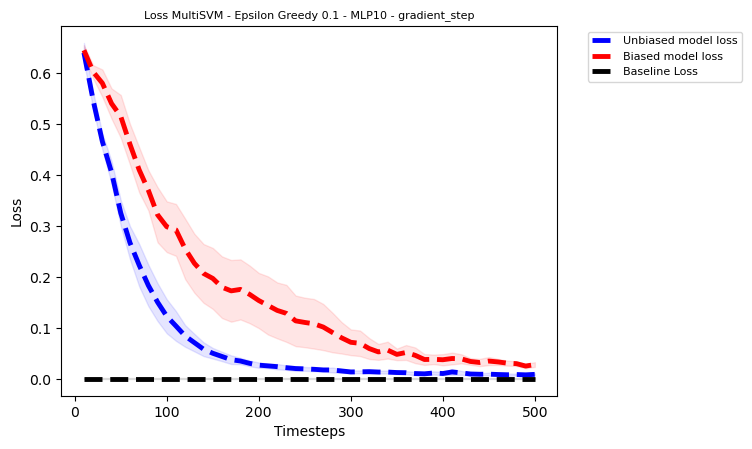 Loss MultiSVM - Epsilon Greedy 0.1 - MLP10 - gradient_step
Unbiased model loss
Biased model loss
Baseline Loss
Loss
0.6
0.5
0.4
0.3
0.2
0.1
0.0
0
100
200
300
400
500
Timesteps